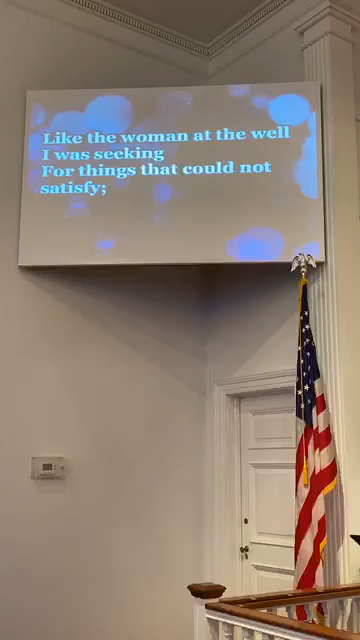 Like the woman at the well
I was seeking
For things that could not
satisfy;